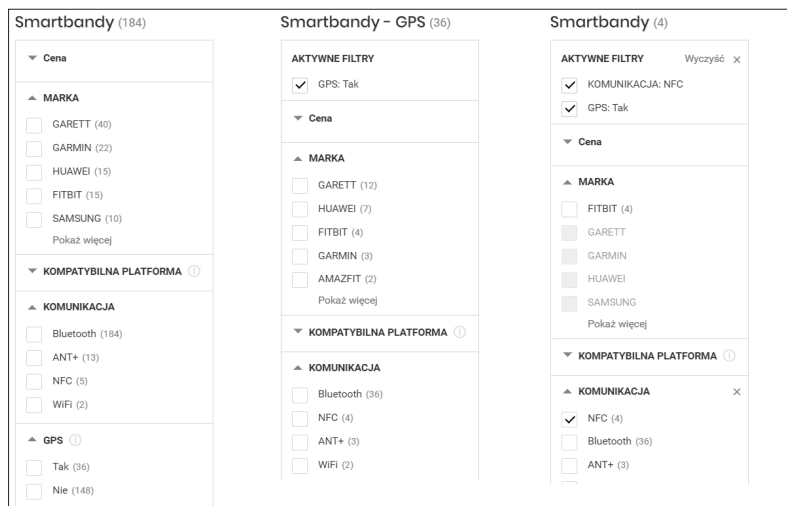 Smartbandy (184)
Cena
MARKA
GARETT (40)
GARMIN (22)
HUAWEI (15)
FITBIT (15)
SAMSUNG (10)
Pokaż więcej
KOMPATYBILNA PLATFORMA
KOMUNIKACJA
Bluetooth (184)
ANT+ (13)
NFC (5)
WiFi (2)
GPS
Tak (36)
Nie (148)
Smartbandy - GPS (36)
AKTYWNE FILTRY
GPS: Tak
Cena
MARKA
GARETT (12)
HUAWEI (7)
FITBIT (4)
GARMIN (3)
AMAZFIT (2)
Pokaż więcej
KOMPATYBILNA PLATFORMA
KOMUNIKACJA
Bluetooth (36)
NFC (4)
ANT+ (3)
WiFi (2)
Smartbandy (4)
AKTYWNE FILTRY Wyczyść ×
KOMUNIKACJA: NFC
GPS: Tak
Cena
MARKA
FITBIT (4)
GARETT
GARMIN
HUAWEI
SAMSUNG
Pokaż więcej
KOMPATYBILNA PLATFORMA
KOMUNIKACJA ×
NFC (4)
Bluetooth (36)
ANT+ (3)